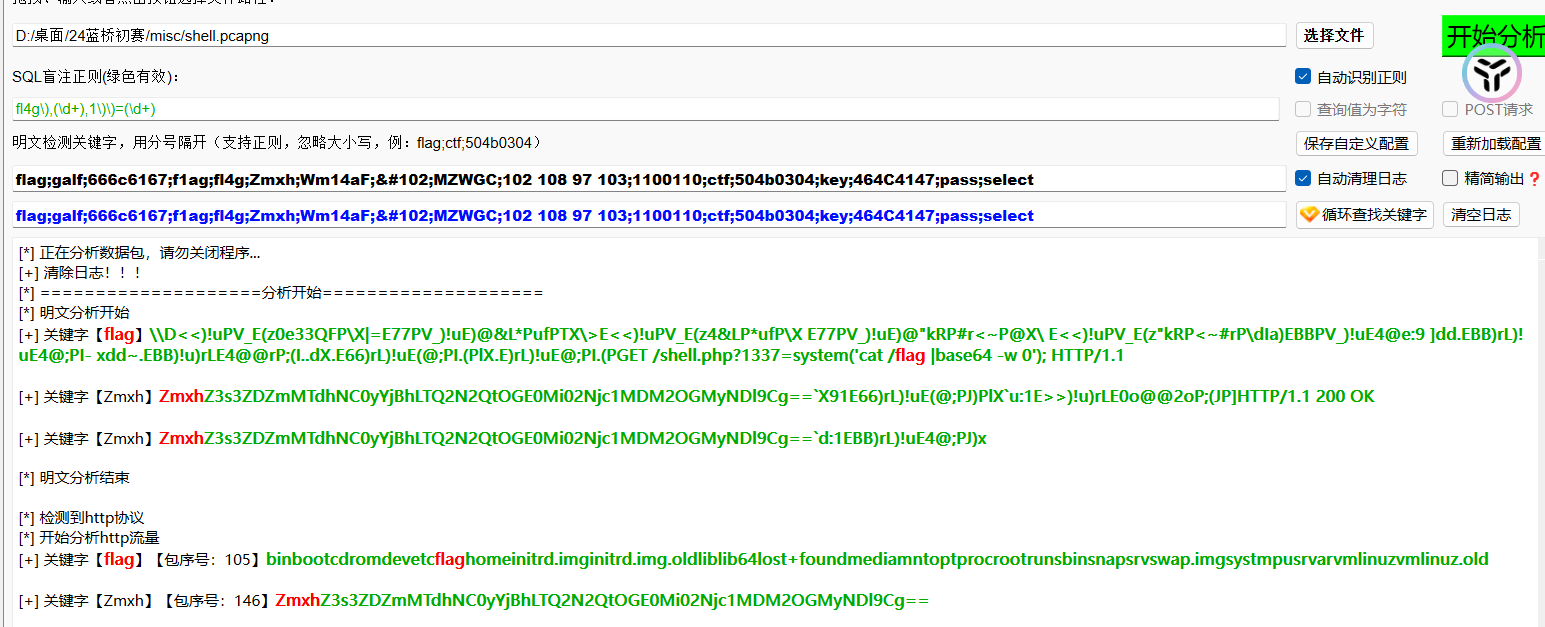 D:/桌面/24蓝桥初赛/misc/shell.pcapng
选择文件
开始分析
SQL盲注正则(绿色有效)：
自动识别正则
fl4g\),(\d+),1\)\)=(\d+)
查询值为字符
POST请求
明文检测关键字，用分号隔开（支持正则，忽略大小写，例：flag;ctf;504b0304）
保存自定义配置
重新加载配置
flag;galf;666c6167;f1ag;fl4g;Zmxh;Wm14aF;&#102;MZWGC;102 108 97 103;1100110;ctf;504b0304;key;464C4147;pass;select
自动清理日志
精简输出❓
flag;galf;666c6167;f1ag;fl4g;Zmxh;Wm14aF;&#102;MZWGC;102 108 97 103;1100110;ctf;504b0304;key;464C4147;pass;select
循环查找关键字
清空日志
[*] 正在分析数据包，请勿关闭程序...
[+] 清除日志！！！
[*] ====================分析开始====================
[*] 明文分析开始
[+] 关键字【flag】\\D<<)!uPV_E(z0e33QFP\X|=E77PV_)!uE)@&L*PufPTX\>E<<)!uPV_E(z4&LP*ufP\X E77PV_)!uE)@"kRP#r<~P@X\ E<<)!uPV_E(z"kRP<~#rP\dIa)EBBPV_)!uE4@e:9 ]dd.EBB)rL)!
uE4@;PI- xdd~.EBB)!u)rLE4@@rP;(I..dX.E66)rL)!uE(@;PI.(PlX.E)rL)!uE@;PI.(PGET /shell.php?1337=system('cat /flag |base64 -w 0'); HTTP/1.1
[+] 关键字【Zmxh】ZmxhZ3s3ZDZmMTdhNC0yYjBhLTQ2N2QtOGE0Mi02Njc1MDM2OGMyNDl9Cg==`X91E66)rL)!uE(@;PJ)PlX`u:1E>>)!u)rLE0o@@2oP;(JP]HTTP/1.1 200 OK
[+] 关键字【Zmxh】ZmxhZ3s3ZDZmMTdhNC0yYjBhLTQ2N2QtOGE0Mi02Njc1MDM2OGMyNDl9Cg==`d:1EBB)rL)!uE4@;PJ)x
[*] 明文分析结束
[*] 检测到http协议
[*] 开始分析http流量
[+] 关键字【flag】【包序号：105】binbootcdromdevetcflaghomeinitrd.imginitrd.img.oldliblib64lost+foundmediamntoptprocrootrunsbinsnapsrvswap.imgsystmpusrvarvmlinuzvmlinuz.old
[+] 关键字【Zmxh】【包序号：146】ZmxhZ3s3ZDZmMTdhNC0yYjBhLTQ2N2QtOGE0Mi02Njc1MDM2OGMyNDl9Cg==